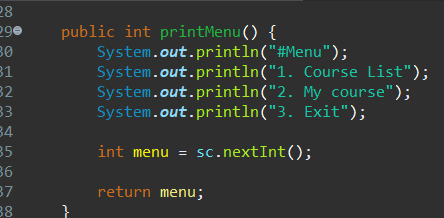 28
29 public int printMenu() {
30 System.out.println("#Menu");
31 System.out.println("1. Course List");
32 System.out.println("2. My course");
33 System.out.println("3. Exit");
34
35 int menu = sc.nextInt();
36
37 return menu;
38 }